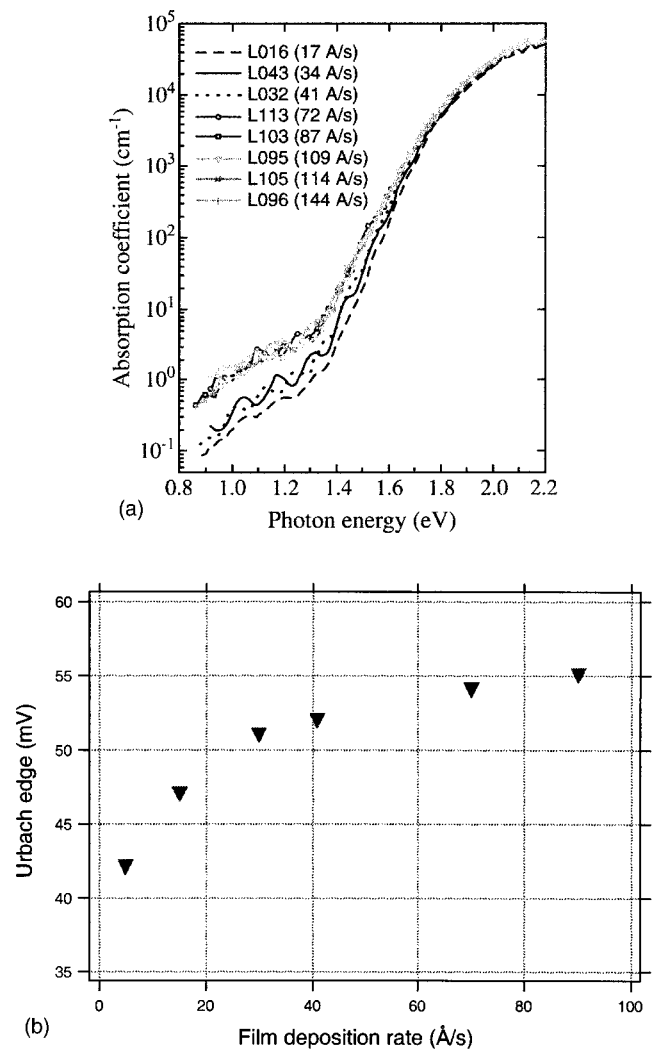 10^5
L016 (17 A/s)
L043 (34 A/s)
L032 (41 A/s)
10^4
L113 (72 A/s)
L103 (87 A/s)
L095 (109 A/s)
10^3
L105 (114 A/s)
L096 (144 A/s)
10^2
10^1
10^0
10^-1
Absorption coefficient (cm^-1)
0.8 1.0 1.2 1.4 1.6 1.8 2.0 2.2
(a)
Photon energy (eV)
60
55
50
45
40
35
Urbach edge (mV)
0 20 40 60 80 100
(b)
Film deposition rate (Å/s)